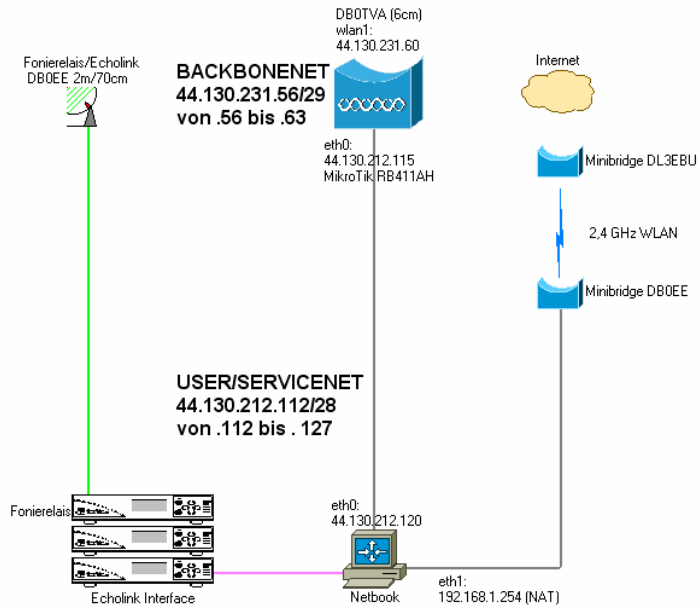 DB0TVA (6cm)
wlan1:
44.130.231.60
Fonierelais/Echolink
DB0EE 2m/70cm
BACKBONENET
44.130.231.56/29
von .56 bis .63
Internet
eth0:
44.130.212.115
MikroTik RB411AH
Minibridge DL3EBU
2,4 GHz WLAN
Minibridge DB0EE
USER/SERVICENET
44.130.212.112/28
von .112 bis . 127
eth0:
44.130.212.120
Fonierelais
Echolink Interface
Netbook
eth1:
192.168.1.254 (NAT)